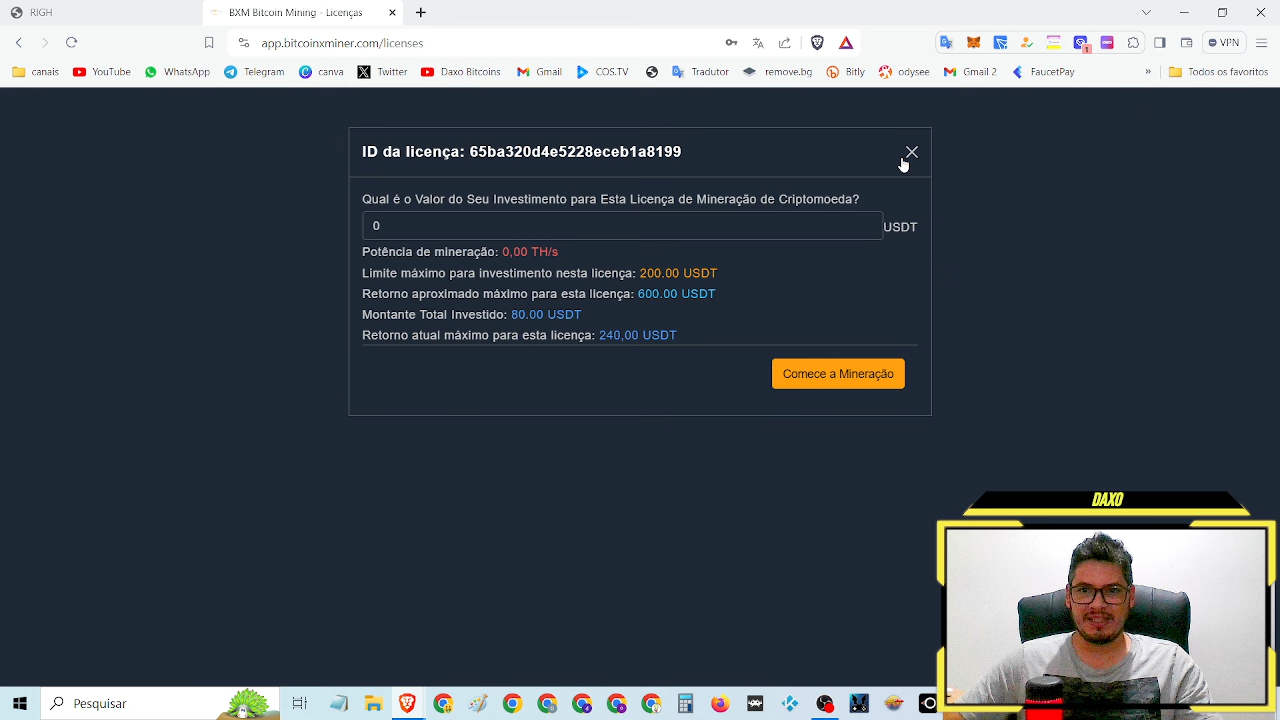 RIGH
BXM Bitcoin Mining - Licenças
VPN
canais
YouTube
WhatsApp
Telegram
canva
Twitter
Daxo Bitcoins
Gmail
COS.TV
Tradutor
remove.bg
Bitly
odysee
Gmail 2
FaucetPay
»
Todos os favoritos
ID da licença: 65ba320d4e5228eceb1a8199
Qual é o Valor do Seu Investimento para Esta Licença de Mineração de Criptomoeda?
0
USDT
Potência de mineração: 0,00 TH/s
Limite máximo para investimento nesta licença: 200.00 USDT
Retorno aproximado máximo para esta licença: 600.00 USDT
Montante Total Investido: 80.00 USDT
Retorno atual máximo para esta licença: 240,00 USDT
Comece a Mineração
DAXO
Pesquisar